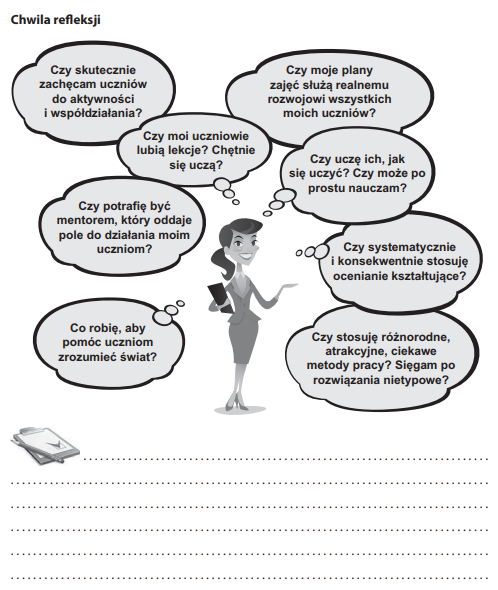 Chwila refleksji
Czy skutecznie
zachęcam uczniów
do aktywności
i współdziałania?
Czy moje plany
zajęć służą realnemu
rozwojowi wszystkich
moich uczniów?
Czy moi uczniowie
lubią lekcje? Chętnie
się uczą?
Czy uczę ich, jak
się uczyć? Czy może po
prostu nauczam?
Czy potrafię być
mentorem, który oddaje
pole do działania moim
uczniom?
Czy systematycznie
i konsekwentnie stosuję
ocenianie kształtujące?
Co robię, aby
pomóc uczniom
zrozumieć świat?
Czy stosuję różnorodne,
atrakcyjne, ciekawe
metody pracy? Sięgam po
rozwiązania nietypowe?